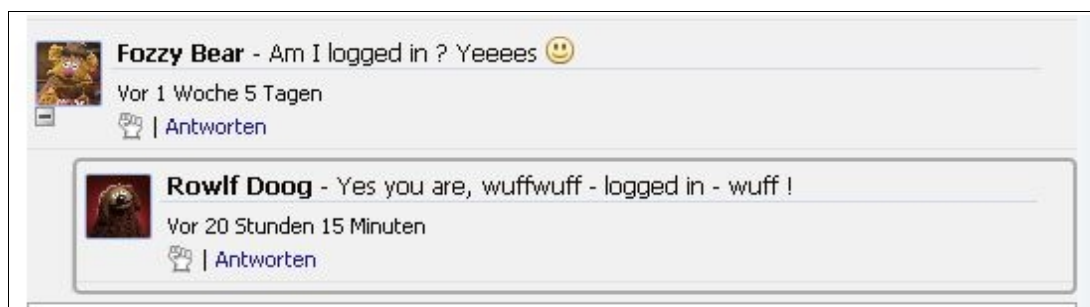 Fozzy Bear - Am I logged in ? Yeeees
Vor 1 Woche 5 Tagen
| Antworten
Rowlf Doog - Yes you are, wuffwuff - logged in - wuff !
Vor 20 Stunden 15 Minuten
| Antworten